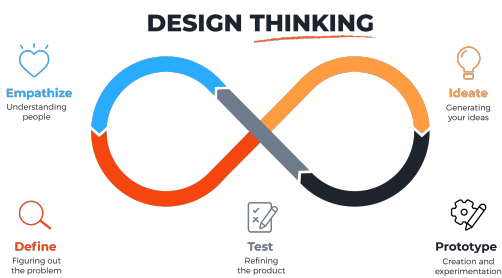 DESIGN THINKING
Empathize
Understanding
people
Ideate
Generating
your ideas
Define
Figuring out
the problem
Test
Refining
the product
Prototype
Creation and
experimentation